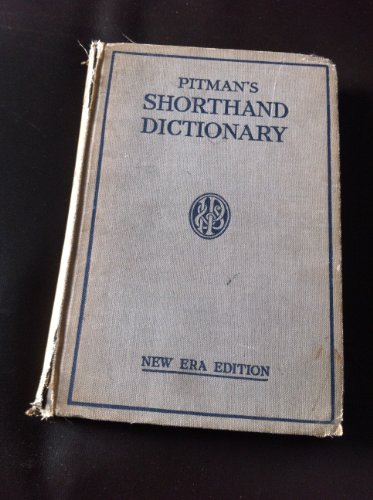 PITMAN'S
SHORTHAND
DICTIONARY
NEW ERA EDITION